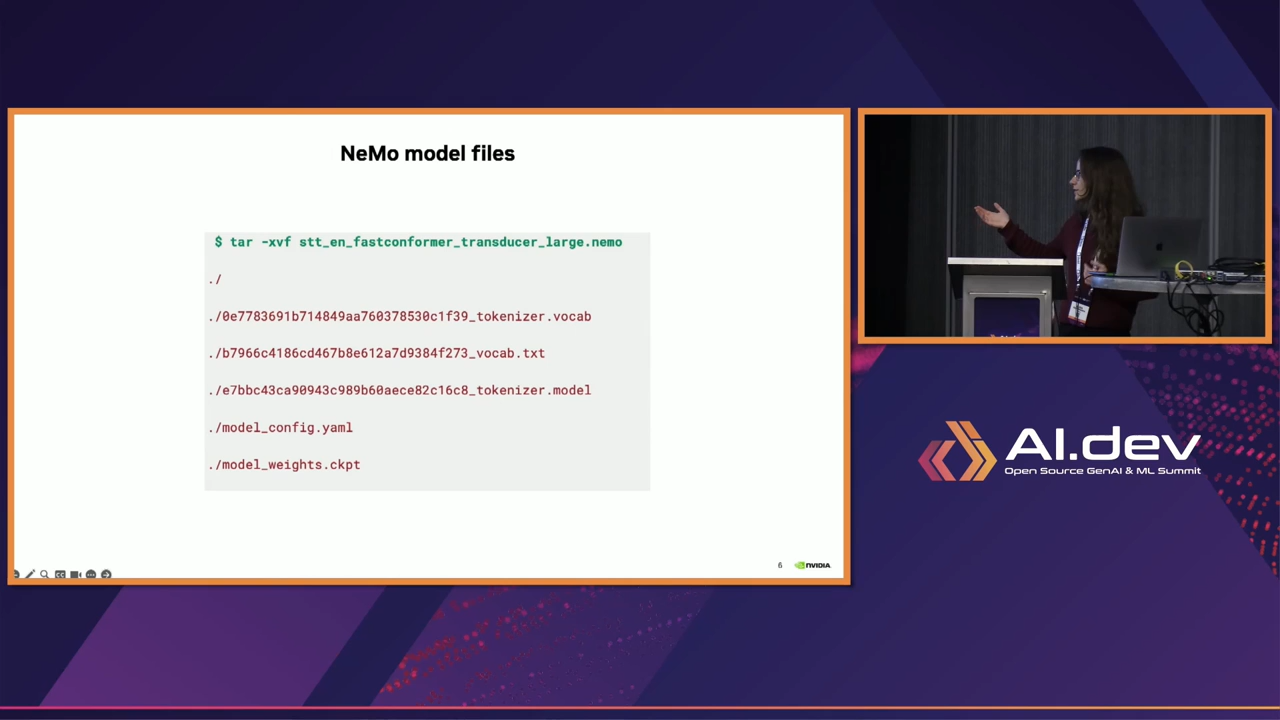 NeMo model files
$ tar -xvf stt_en_fastconformer_transducer_large.nemo
./
./0e7783691b714849aa760378530c1f39_tokenizer.vocab
./b7966c4186cd467b8e612a7d9384f273_vocab.txt
./e7bbc43ca90943c989b60aece82c16c8_tokenizer.model
./model_config.yaml
./model_weights.ckpt
6 NVIDIA
AI.dev
Open Source GenAI & ML Summit